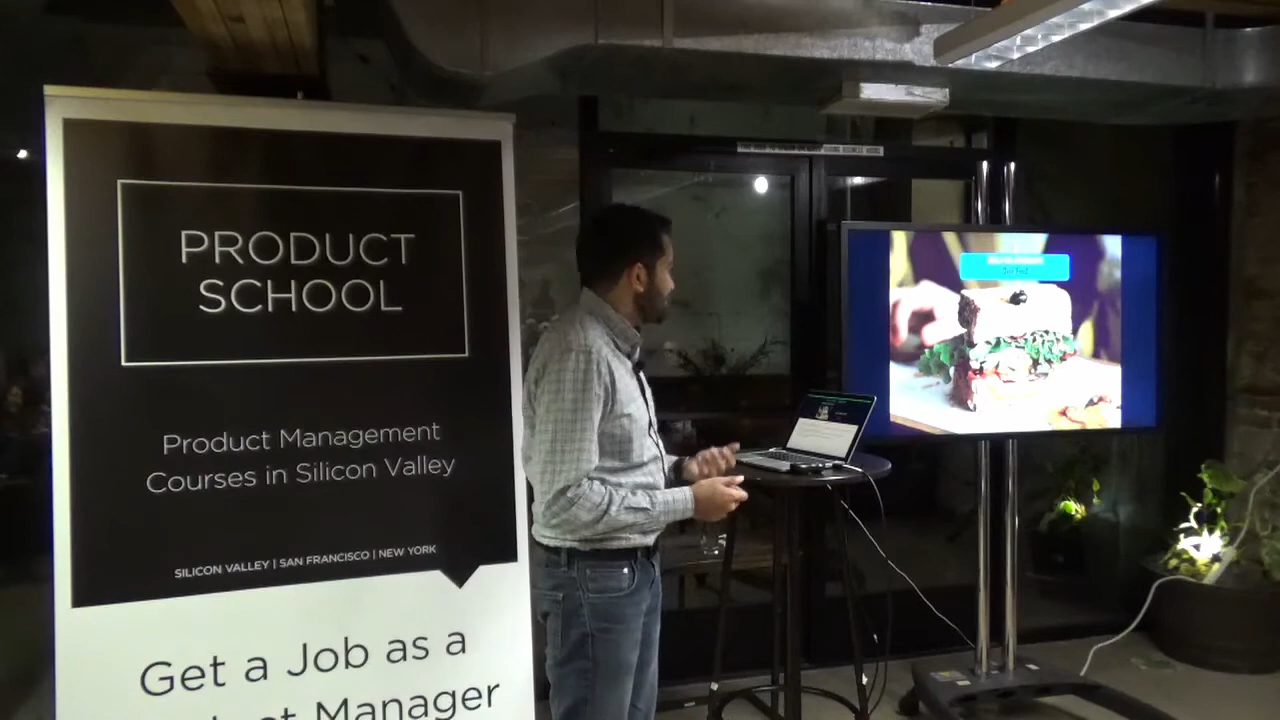 PRODUCT
SCHOOL
Product Management
Courses in Silicon Valley
SILICON VALLEY | SAN FRANCISCO | NEW YORK
Get a Job as a
Manager